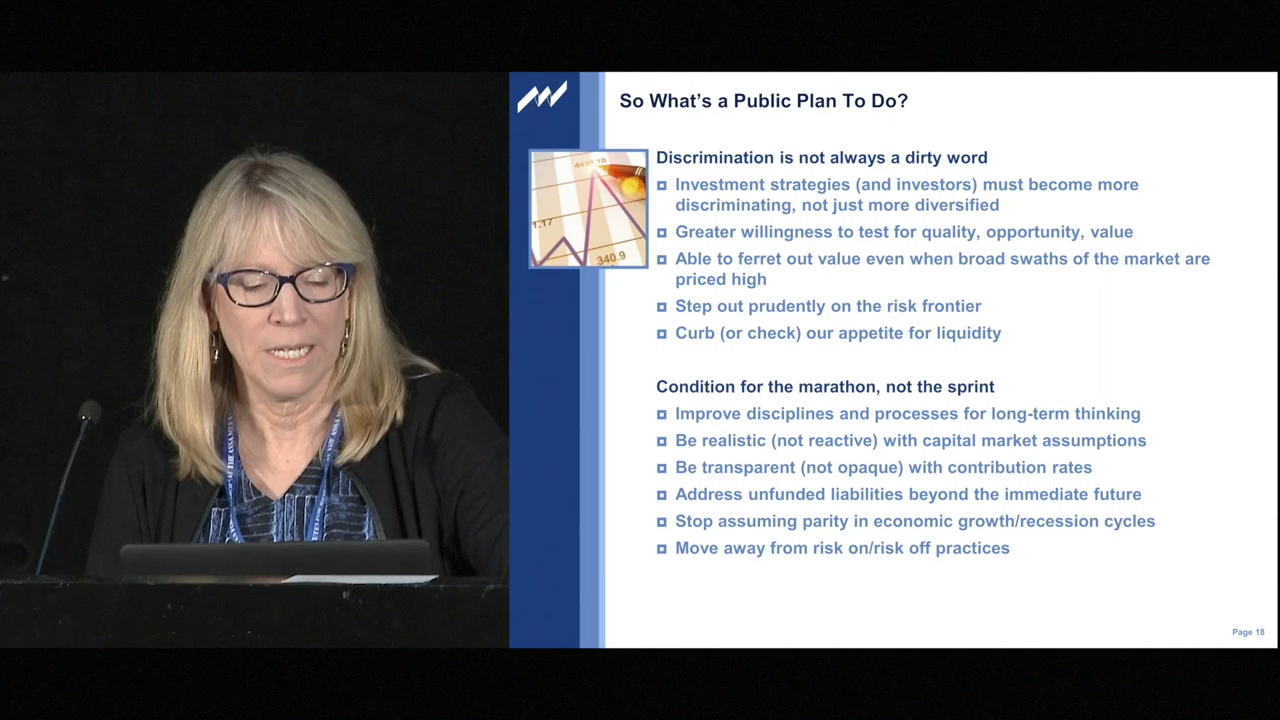 So What's a Public Plan To Do?
4439.18
1.17
340.9
Discrimination is not always a dirty word
Investment strategies (and investors) must become more
discriminating, not just more diversified
Greater willingness to test for quality, opportunity, value
Able to ferret out value even when broad swaths of the market are
priced high
Step out prudently on the risk frontier
Curb (or check) our appetite for liquidity
Condition for the marathon, not the sprint
Improve disciplines and processes for long-term thinking
Be realistic (not reactive) with capital market assumptions
Be transparent (not opaque) with contribution rates
Address unfunded liabilities beyond the immediate future
Stop assuming parity in economic growth/recession cycles
Move away from risk on/risk off practices
Page 18